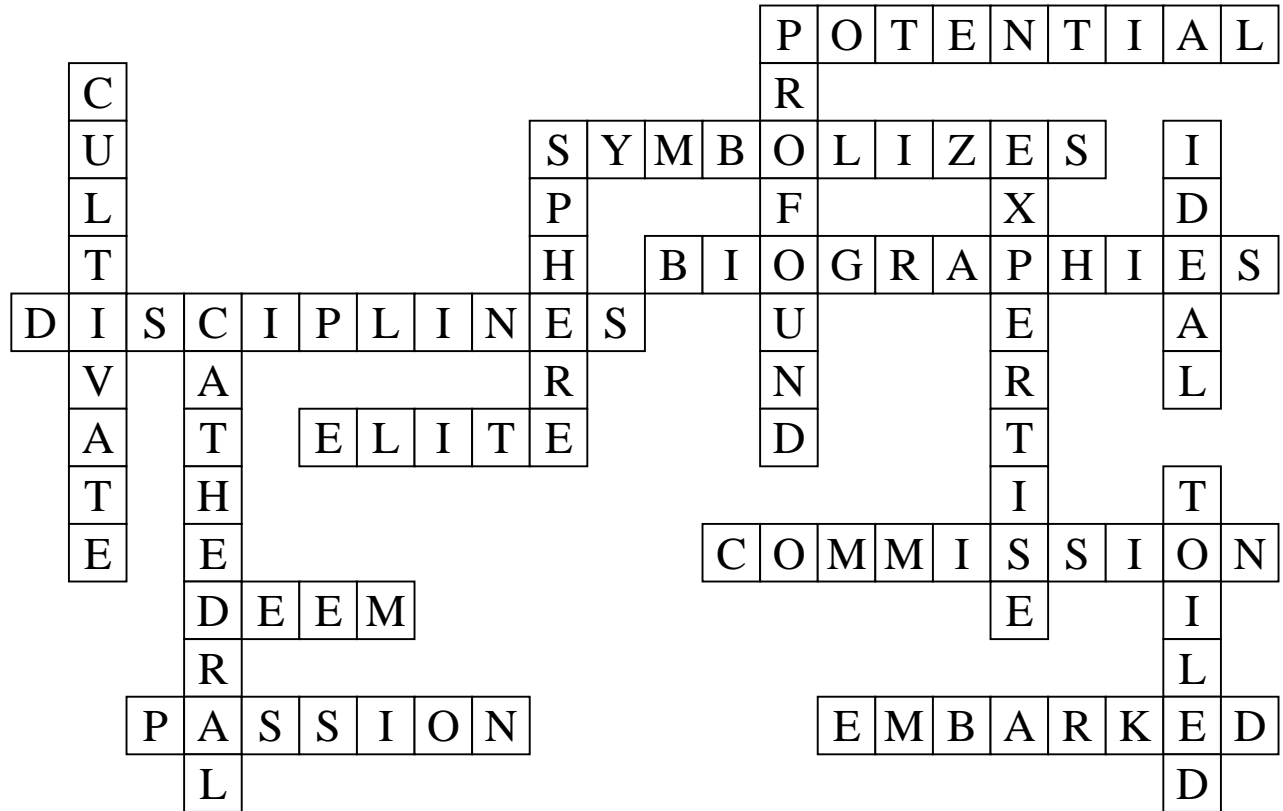 POTENTIAL
CULTIVATE
PROFOUND
SYMBOLIZES
SPHERE
EXPERTISE
IDEAL
BIOGRAPHIES
DISCIPLINES
CATHEDRAL
ELITE
TOILED
COMMISSION
DEEM
PASSION
EMBARKED